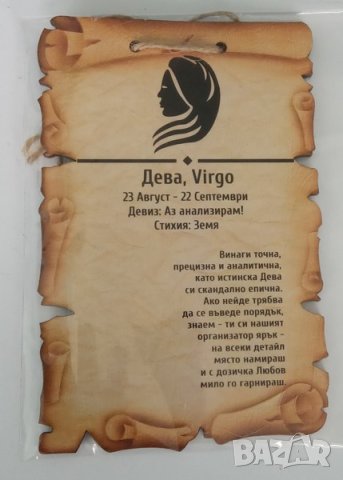 Дева, Virgo
23 Август - 22 Септември
Девиз: Аз анализирам!
Стихия: Земя
Винаги точна,
прецизна и аналитична,
като истинска Дева
си скандално епична.
Ако нейде трябва
да се въведе порядък,
знаем - ти си нашият
организатор ярък -
на всеки детайл
място намираш
и с дозичка Любов
мило го гарнираш.
BAZAR